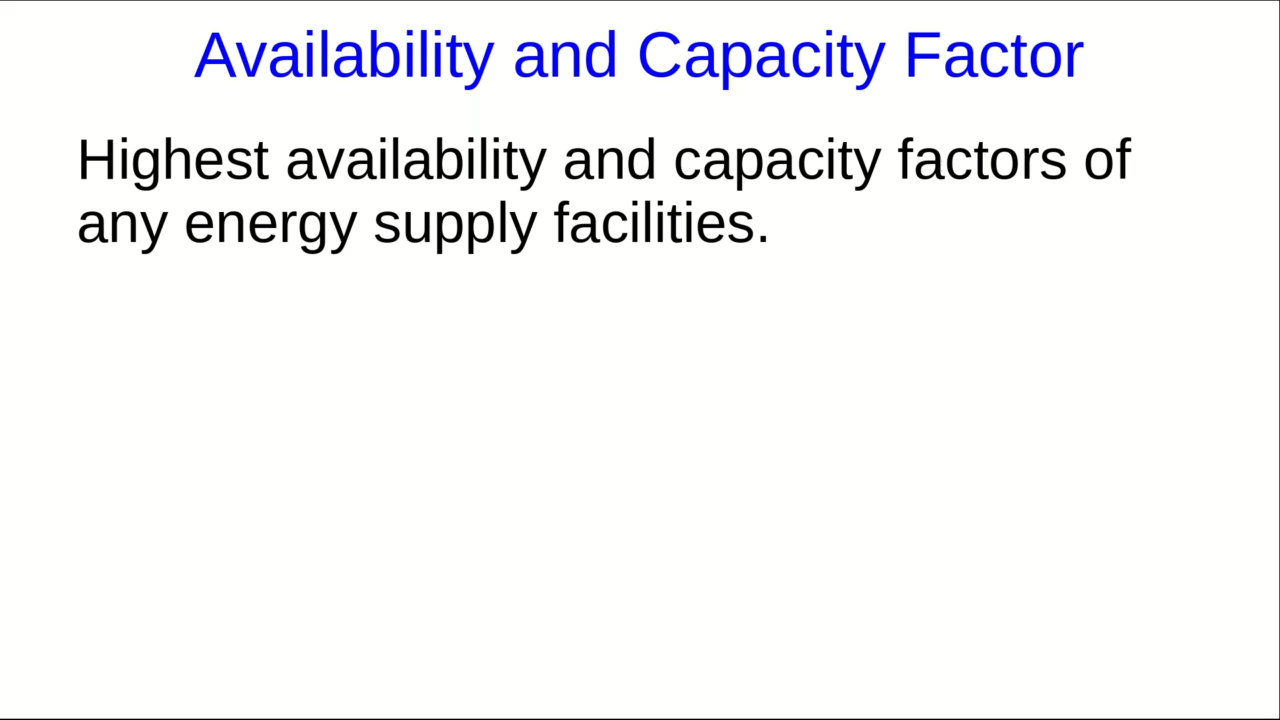 Availability and Capacity Factor
Highest availability and capacity factors of
any energy supply facilities.